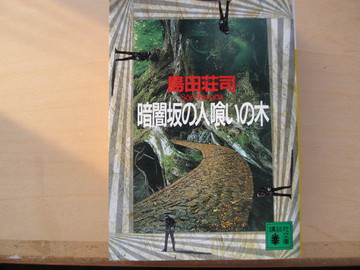 島田荘司
暗闇坂の人喰いの木
講談社
文庫